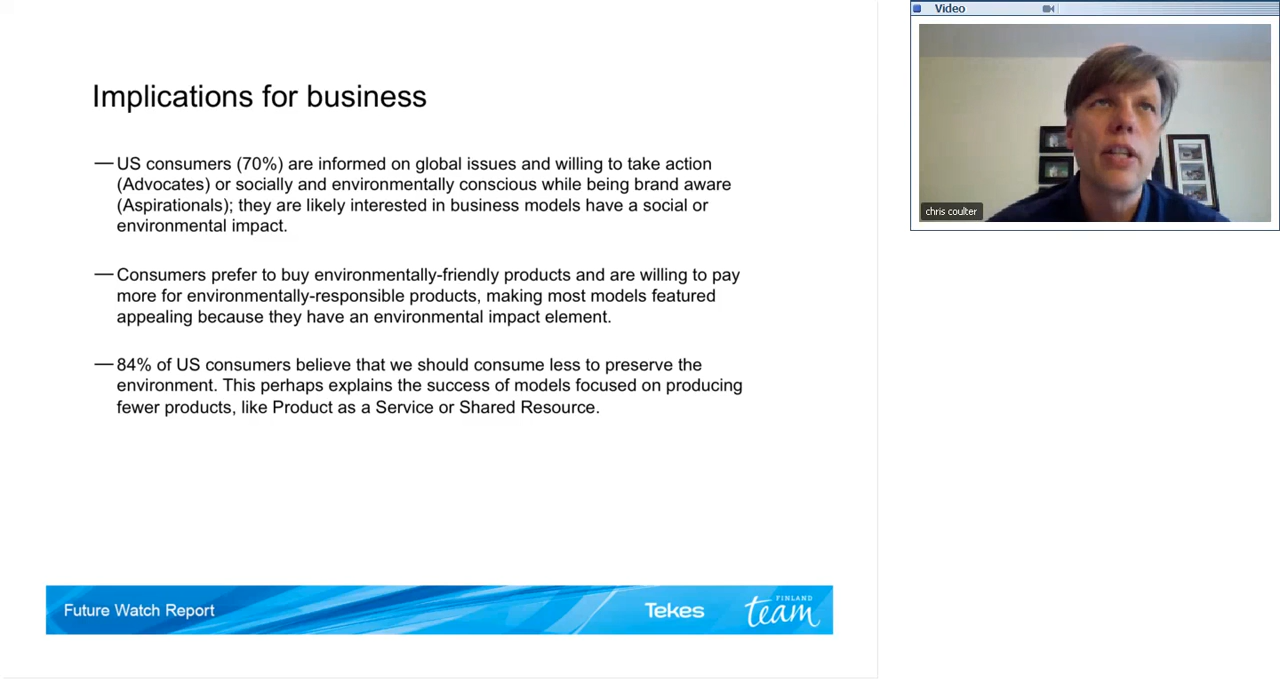 Implications for business
— US consumers (70%) are informed on global issues and willing to take action
(Advocates) or socially and environmentally conscious while being brand aware
(Aspirationals); they are likely interested in business models have a social or
environmental impact.
— Consumers prefer to buy environmentally-friendly products and are willing to pay
more for environmentally-responsible products, making most models featured
appealing because they have an environmental impact element.
— 84% of US consumers believe that we should consume less to preserve the
environment. This perhaps explains the success of models focused on producing
fewer products, like Product as a Service or Shared Resource.
Future Watch Report
Tekes
FINLAND
team
Video
chris coulter